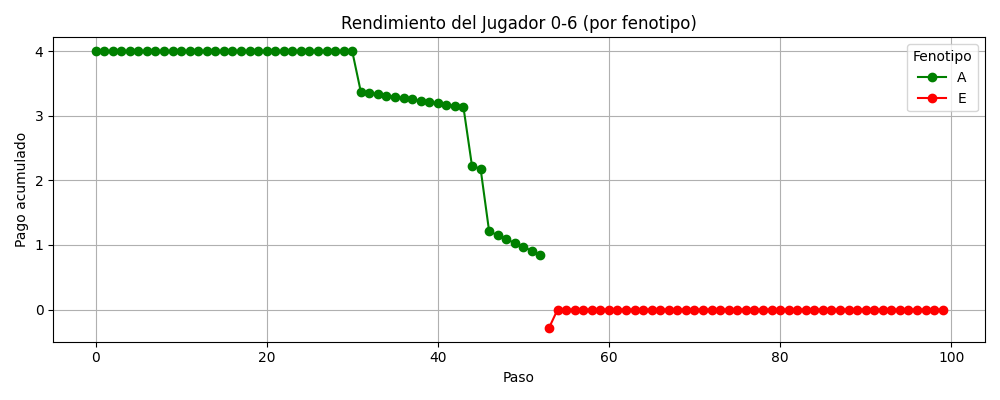 Rendimiento del Jugador 0-6 (por fenotipo)
Pago acumulado
4
3
2
1
0
Fenotipo
A
E
0 20 40 60 80 100
Paso